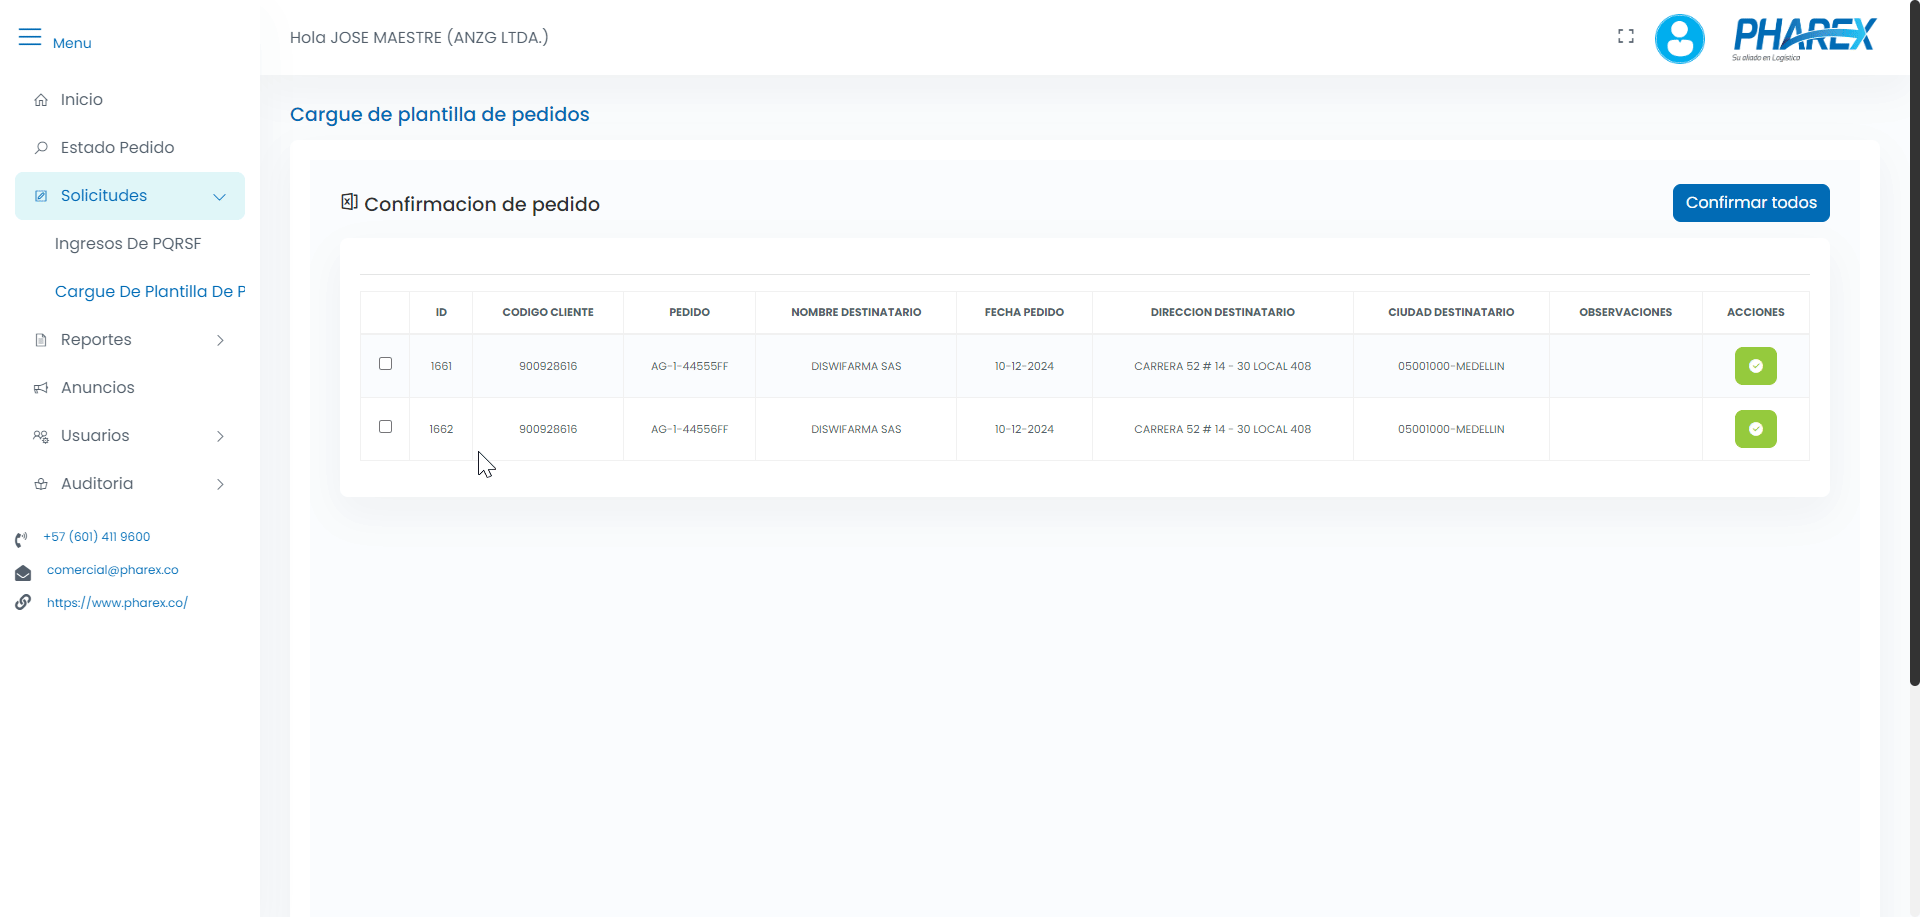 Menu
Hola JOSE MAESTRE (ANZG LTDA.)
PHAREX
Su aliado en Logística
Inicio
Estado Pedido
Solicitudes
Ingresos De PQRSF
Cargue De Plantilla De P
Reportes
Anuncios
Usuarios
Auditoria
+57 (601) 411 9600
comercial@pharex.co
https://www.pharex.co/
Cargue de plantilla de pedidos
Confirmacion de pedido
Confirmar todos
ID CODIGO CLIENTE PEDIDO NOMBRE DESTINATARIO FECHA PEDIDO DIRECCION DESTINATARIO CIUDAD DESTINATARIO OBSERVACIONES ACCIONES
1661 900928616 AG-1-44555FF DISWIFARMA SAS 10-12-2024 CARRERA 52 # 14 - 30 LOCAL 408 05001000-MEDELLIN
1662 900928616 AG-1-44556FF DISWIFARMA SAS 10-12-2024 CARRERA 52 # 14 - 30 LOCAL 408 05001000-MEDELLIN